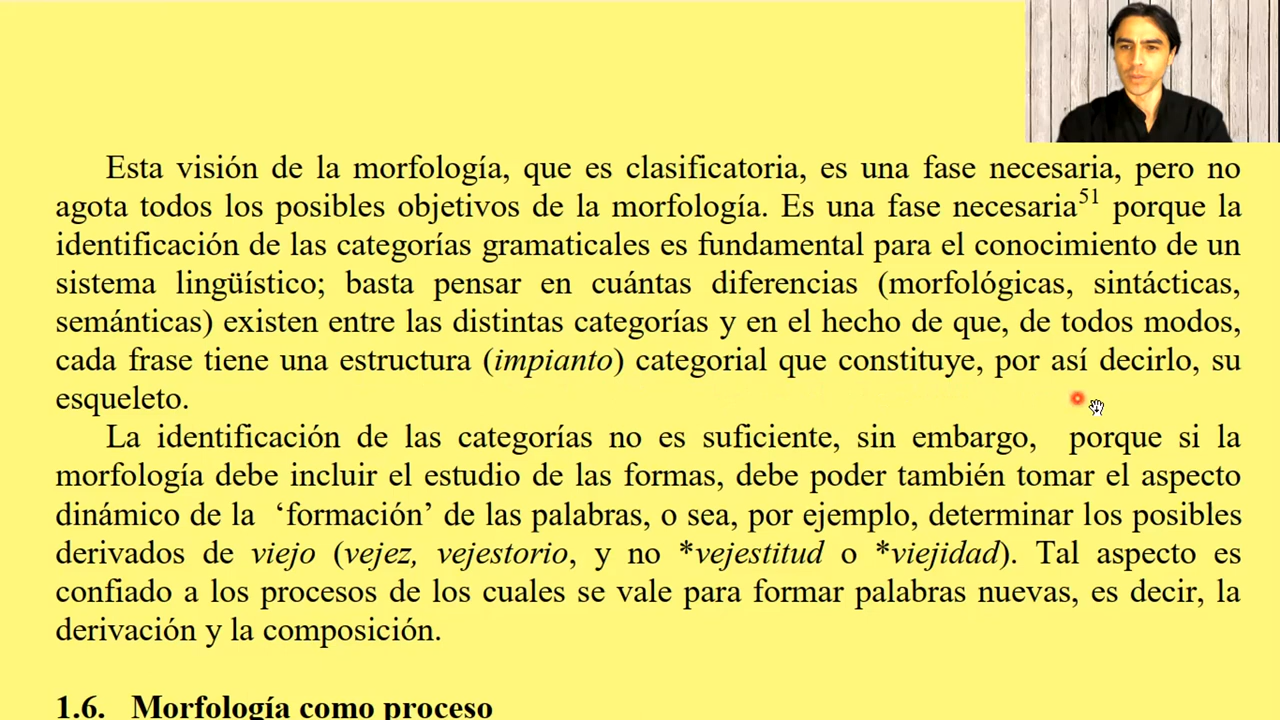 Esta visión de la morfología, que es clasificatoria, es una fase necesaria, pero no
agota todos los posibles objetivos de la morfología. Es una fase necesaria51 porque la
identificación de las categorías gramaticales es fundamental para el conocimiento de un
sistema lingüístico; basta pensar en cuántas diferencias (morfológicas, sintácticas,
semánticas) existen entre las distintas categorías y en el hecho de que, de todos modos,
cada frase tiene una estructura (impianto) categorial que constituye, por así decirlo, su
esqueleto.
La identificación de las categorías no es suficiente, sin embargo, porque si la
morfología debe incluir el estudio de las formas, debe poder también tomar el aspecto
dinámico de la ‘formación’ de las palabras, o sea, por ejemplo, determinar los posibles
derivados de viejo (vejez, vejestorio, y no *vejestitud o *viejidad). Tal aspecto es
confiado a los procesos de los cuales se vale para formar palabras nuevas, es decir, la
derivación y la composición.
1.6. Morfología como proceso